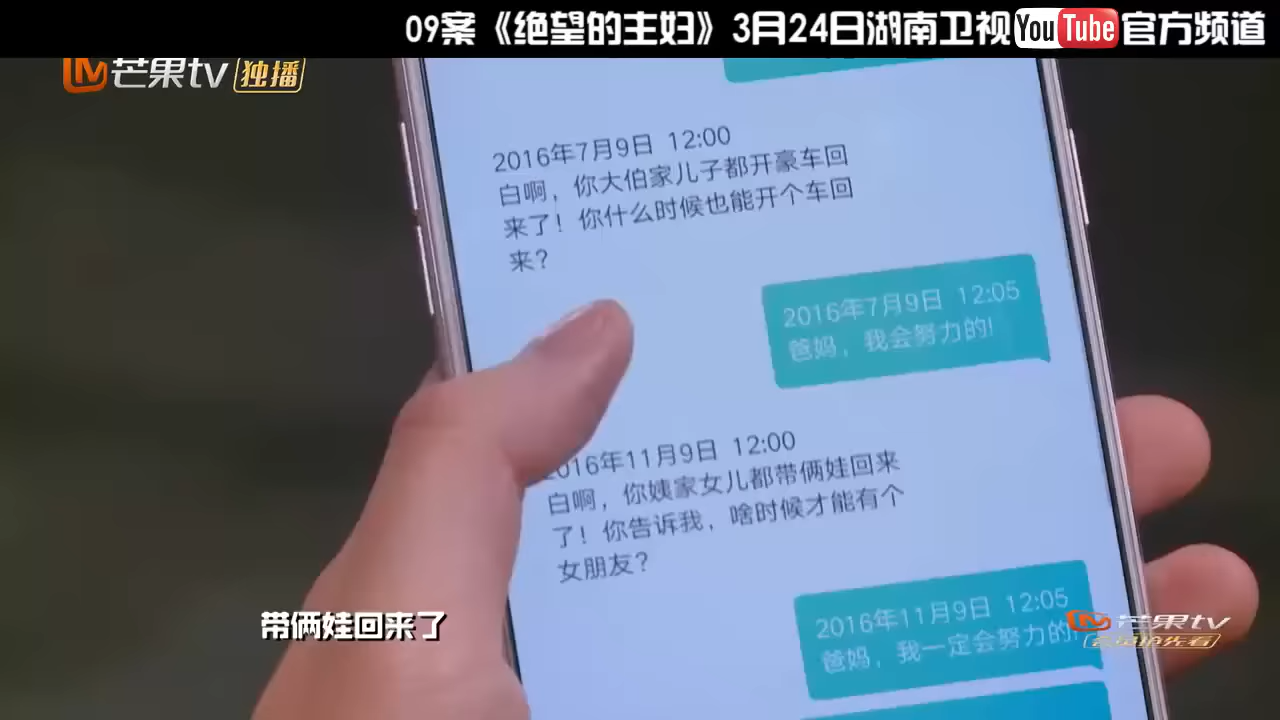 09案《绝望的主妇》3月24日湖南卫视YouTube官方频道
芒果tv 独播
2016年7月9日 12:00
白啊，你大伯家儿子都开豪车回
来了！你什么时候也能开个车回
来？
2016年7月9日 12:05
爸妈，我会努力的!
2016年11月9日 12:00
白啊，你姨家女儿都带俩娃回来
了！你告诉我，啥时候才能有个
女朋友？
2016年11月9日 12:05
爸妈，我一定会努力的!
芒果tv
会员抢先看
带俩娃回来了